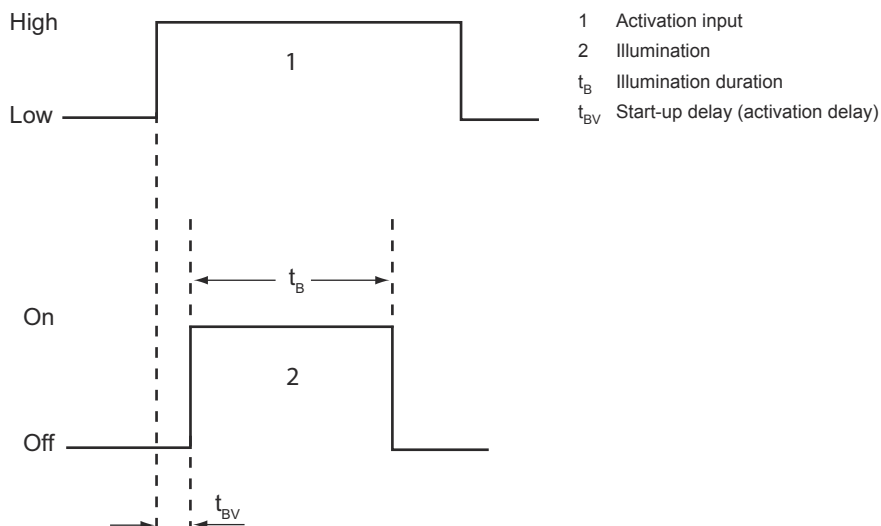 High
1
Low
1 Activation input
2 Illumination
t_B Illumination duration
t_BV Start-up delay (activation delay)
t_B
On
2
Off
t_BV